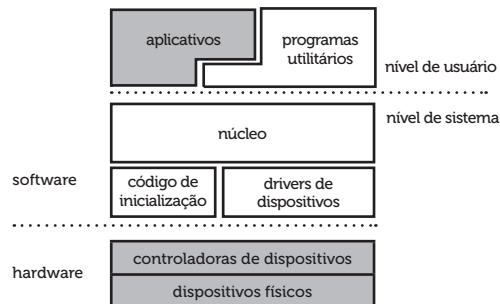 aplicativos
programas
utilitários
nível de usuário
nível de sistema
núcleo
software
código de
inicialização
drivers de
dispositivos
hardware
controladoras de dispositivos
dispositivos físicos